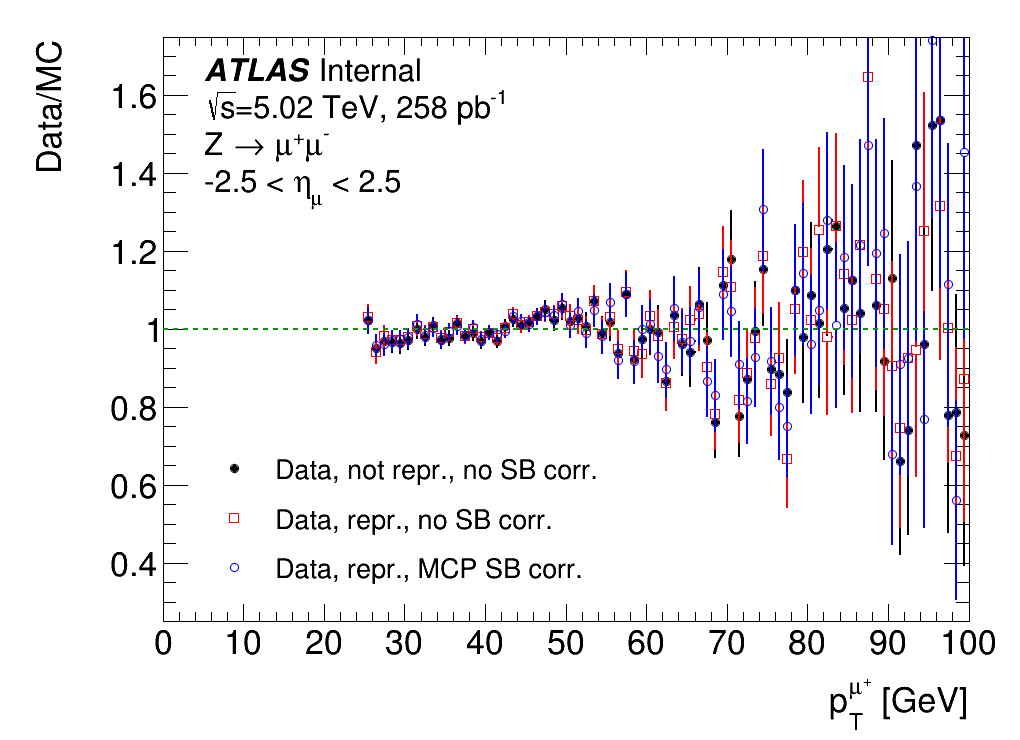 Data/MC
ATLAS Internal
√s=5.02 TeV, 258 pb⁻¹
Z → μ⁺μ⁻
-2.5 < η_μ < 2.5
1.6
1.4
1.2
1
0.8
0.6
0.4
Data, not repr., no SB corr.
Data, repr., no SB corr.
Data, repr., MCP SB corr.
0 10 20 30 40 50 60 70 80 90 100
p_T^μ⁺ [GeV]